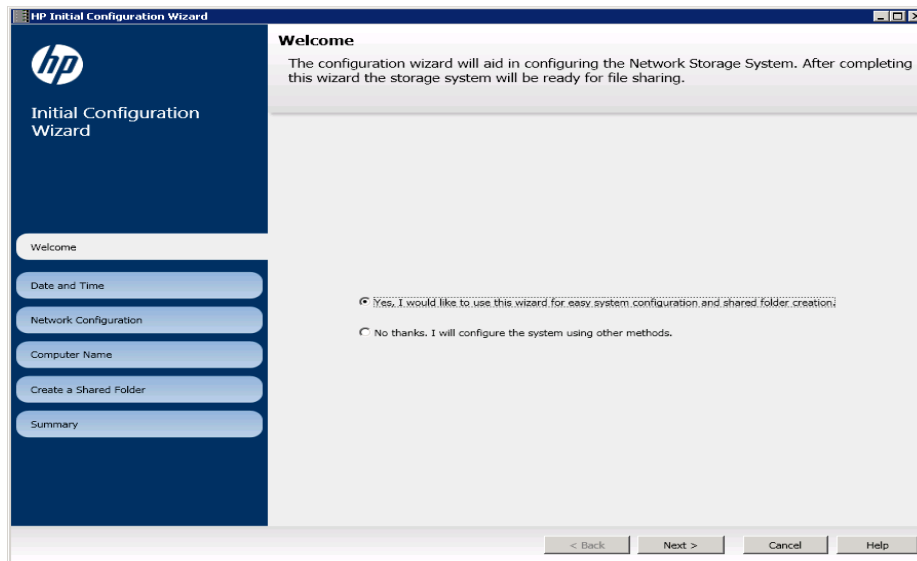 HP Initial Configuration Wizard
hp
Initial Configuration
Wizard
Welcome
Date and Time
Network Configuration
Computer Name
Create a Shared Folder
Summary
Welcome
The configuration wizard will aid in configuring the Network Storage System. After completing
this wizard the storage system will be ready for file sharing.
Yes, I would like to use this wizard for easy system configuration and shared folder creation.
No thanks. I will configure the system using other methods.
< Back
Next >
Cancel
Help